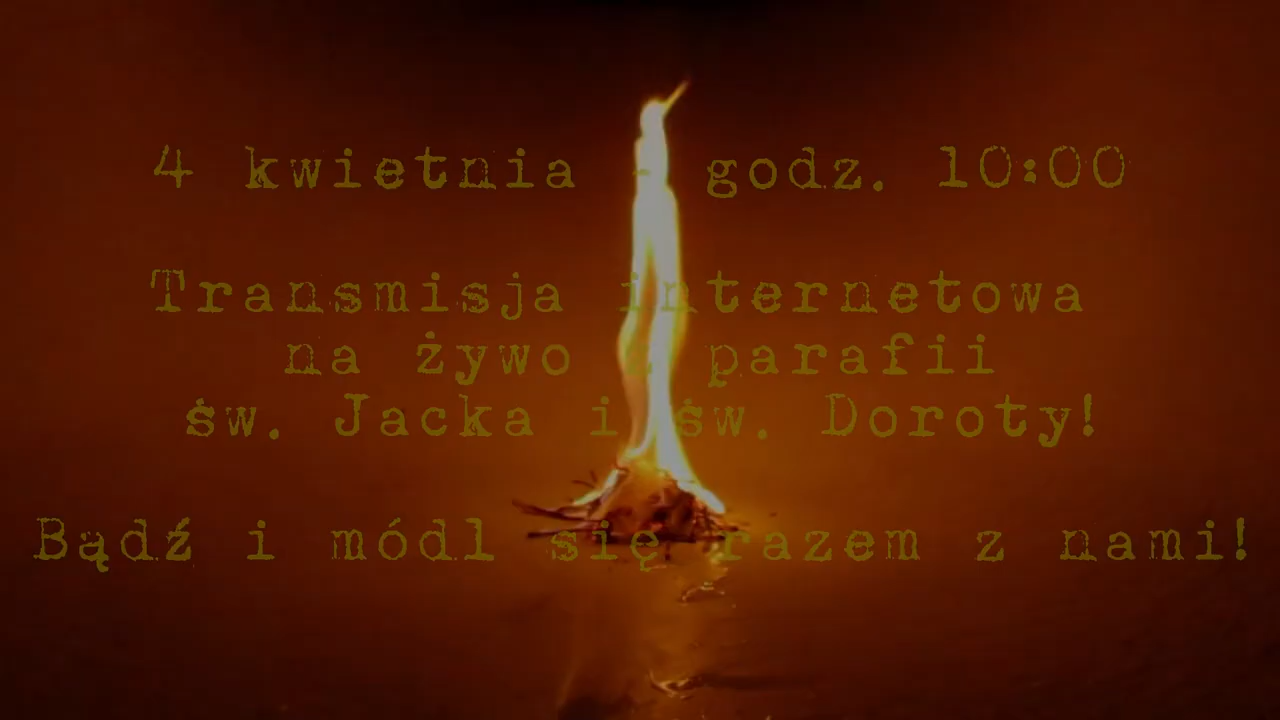 4 kwietnia - godz. 10:00
Transmisja internetowa
na żywo z parafii
św. Jacka i św. Doroty!
Bądź i módl się razem z nami!